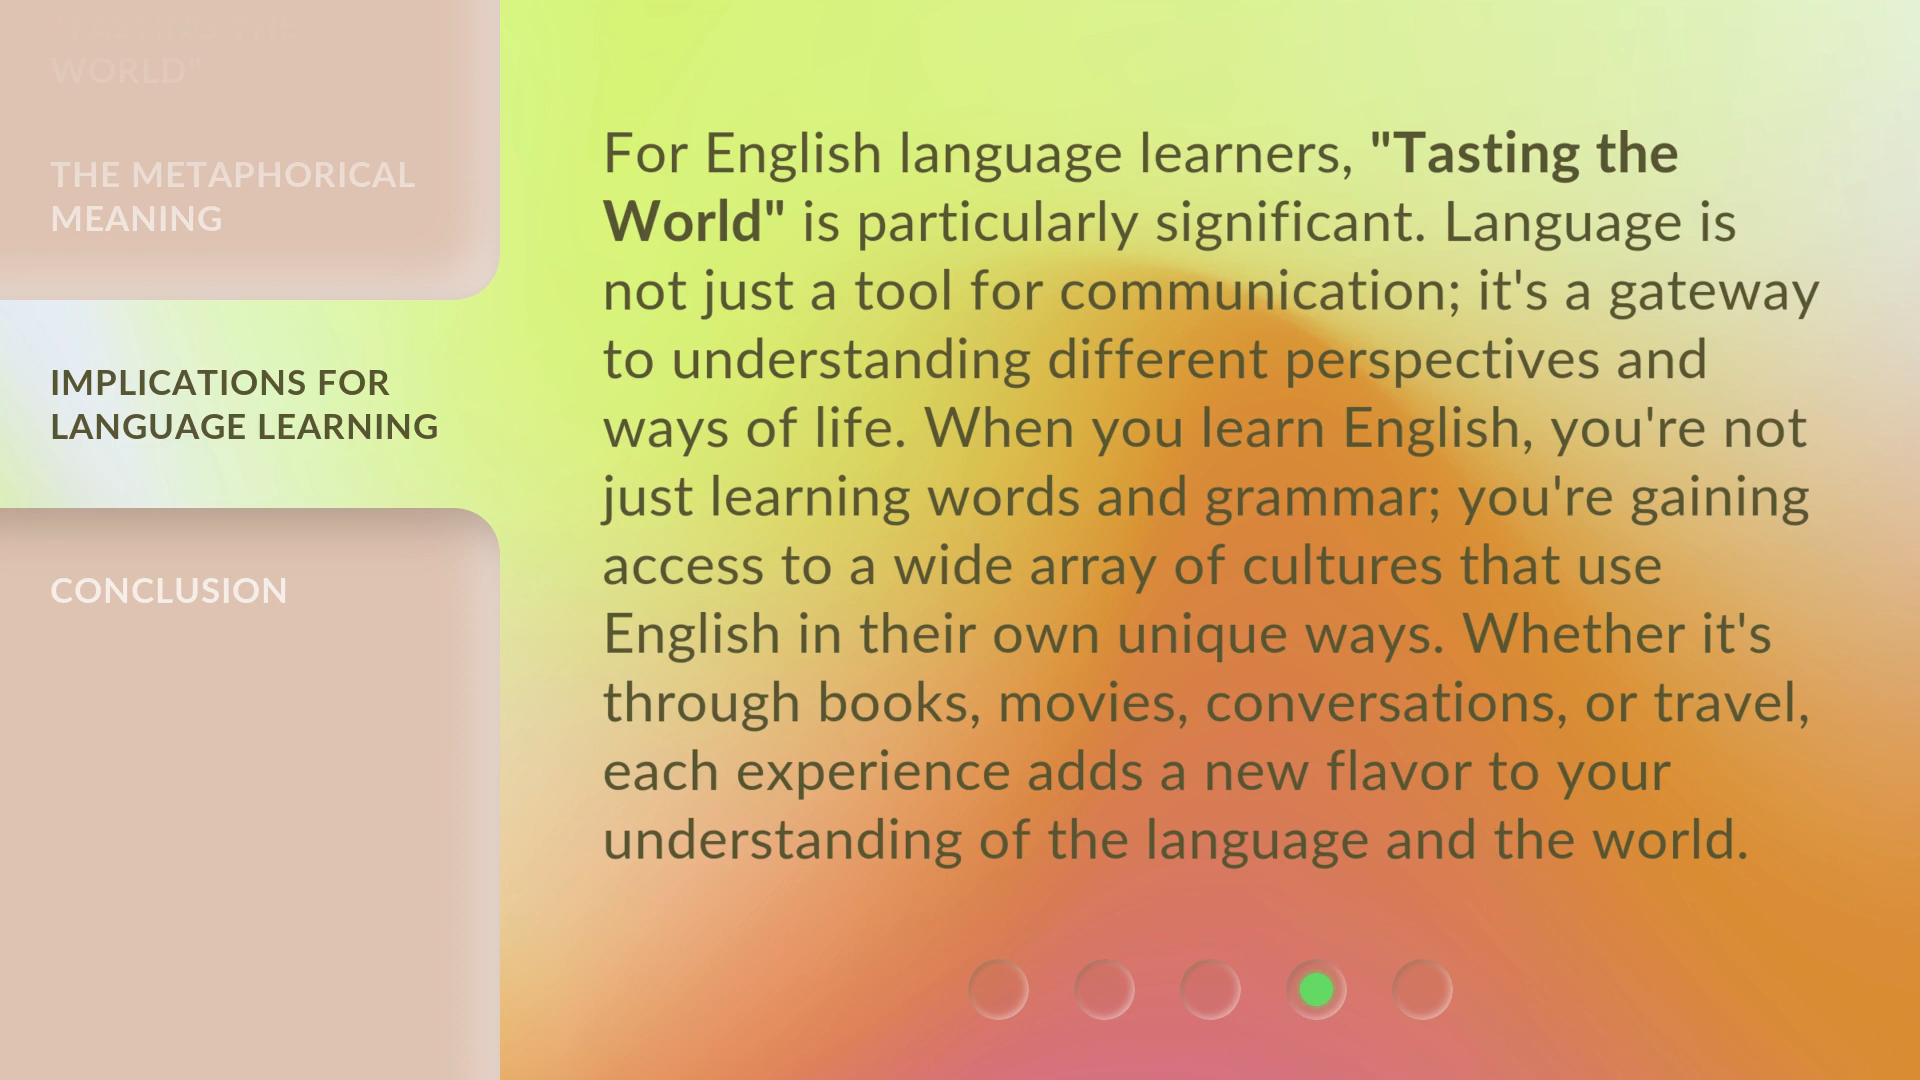 WORLD"
THE METAPHORICAL
MEANING
IMPLICATIONS FOR
LANGUAGE LEARNING
CONCLUSION
For English language learners, "Tasting the
World" is particularly significant. Language is
not just a tool for communication; it's a gateway
to understanding different perspectives and
ways of life. When you learn English, you're not
just learning words and grammar; you're gaining
access to a wide array of cultures that use
English in their own unique ways. Whether it's
through books, movies, conversations, or travel,
each experience adds a new flavor to your
understanding of the language and the world.